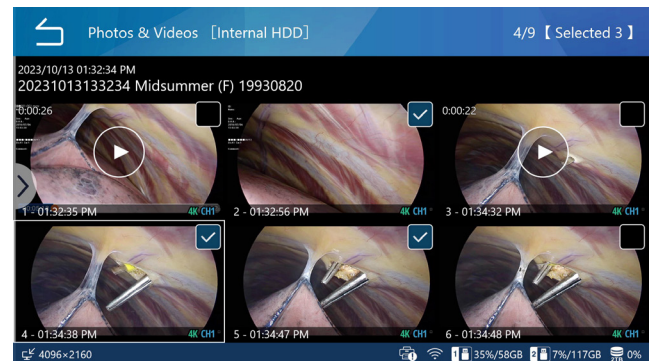 Photos & Videos [Internal HDD] 4/9 【 Selected 3 】
2023/10/13 01:32:34 PM
20231013133234 Midsummer (F) 19930820
0:00:26
0:00:22
1 - 01:32:35 PM 4K CH1
2 - 01:32:56 PM 4K CH1
3 - 01:34:32 PM 4K CH1
4 - 01:34:38 PM 4K CH1
5 - 01:34:47 PM 4K CH1
6 - 01:34:48 PM 4K CH1
4096×2160 1 35%/58GB 2 7%/117GB 2TB 0%